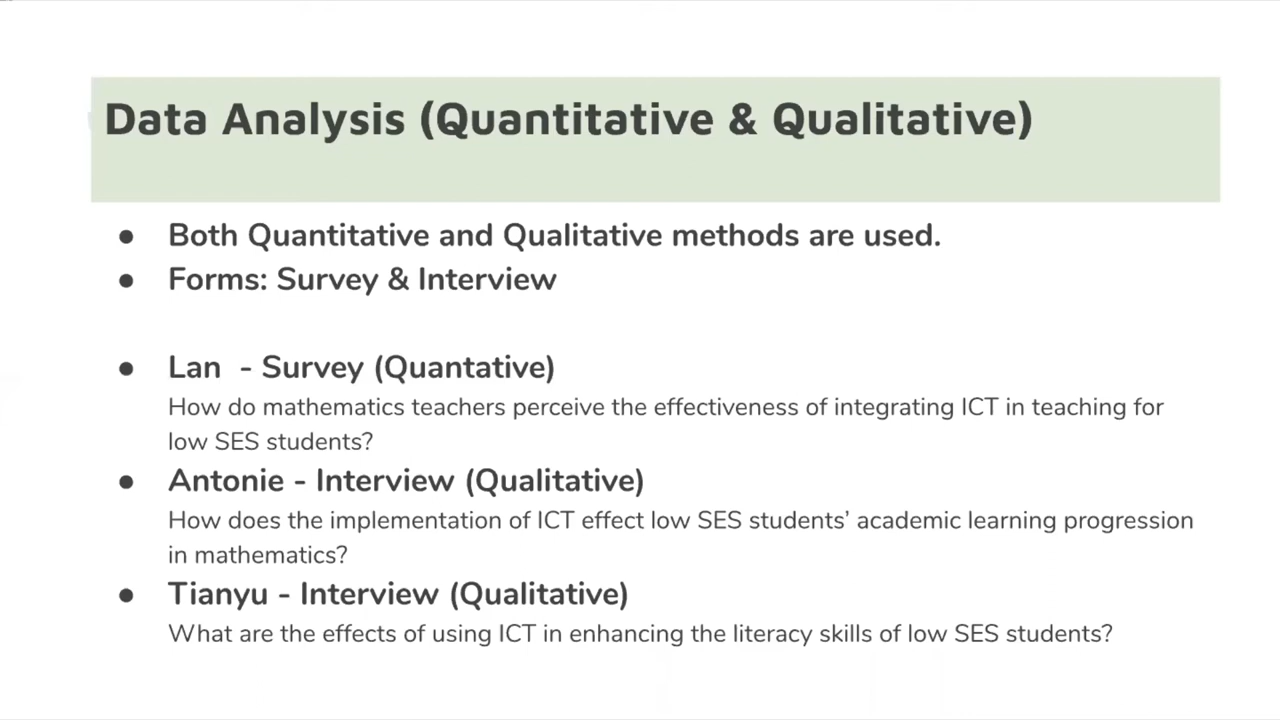 Data Analysis (Quantitative & Qualitative)
● Both Quantitative and Qualitative methods are used.
● Forms: Survey & Interview
● Lan - Survey (Quantative)
How do mathematics teachers perceive the effectiveness of integrating ICT in teaching for
low SES students?
● Antonie - Interview (Qualitative)
How does the implementation of ICT effect low SES students’ academic learning progression
in mathematics?
● Tianyu - Interview (Qualitative)
What are the effects of using ICT in enhancing the literacy skills of low SES students?